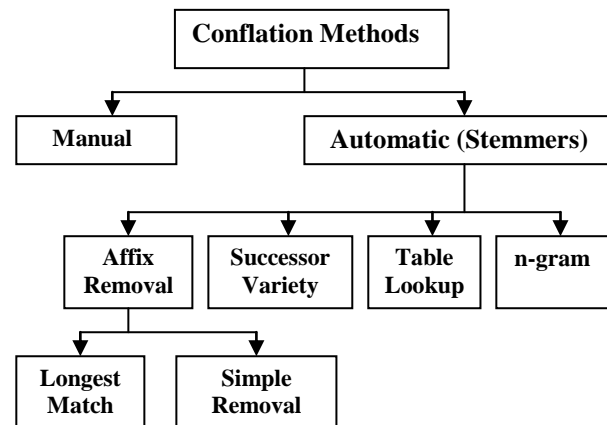 Conflation Methods
Manual
Automatic (Stemmers)
Affix
Removal
Successor
Variety
Table
Lookup
n-gram
Longest
Match
Simple
Removal